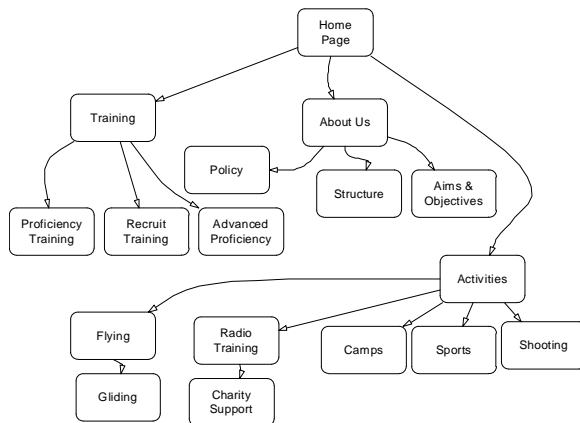 Home
Page
Training
About Us
Policy
Structure
Aims &
Objectives
Proficiency
Training
Recruit
Training
Advanced
Proficiency
Activities
Flying
Radio
Training
Camps
Sports
Shooting
Gliding
Charity
Support